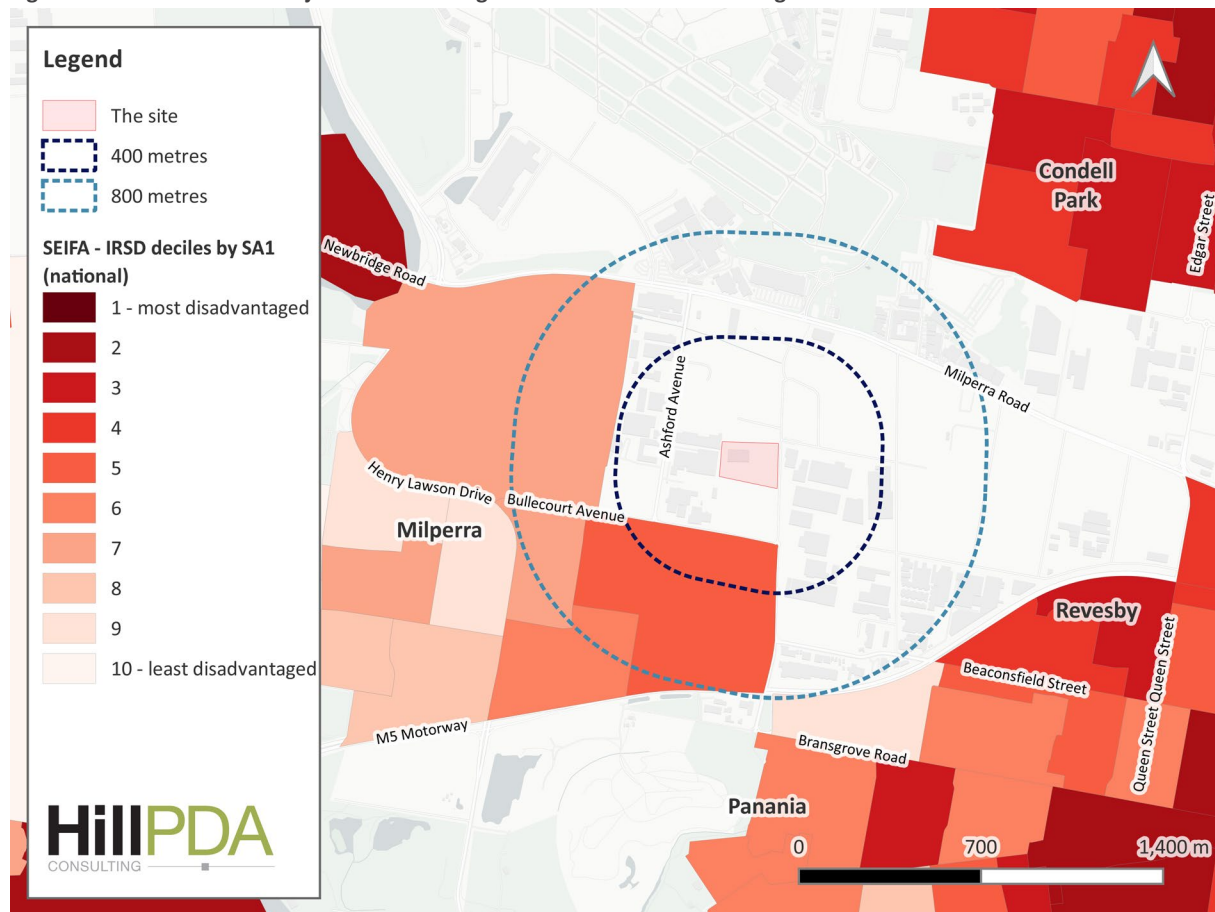 Legend
The site
400 metres
800 metres
SEIFA - IRSD deciles by SA1
(national)
1 - most disadvantaged
2
3
4
5
6
7
8
9
10 - least disadvantaged
HillPDA
CONSULTING
Newbridge Road
Condell
Park
Edgar Street
Milperra Road
Ashford Avenue
Henry Lawson Drive
Bullecourt Avenue
Milperra
Revesby
Beaconsfield Street
Queen Street
Queen Street
M5 Motorway
Bransgrove Road
Panania
0
700
1,400 m